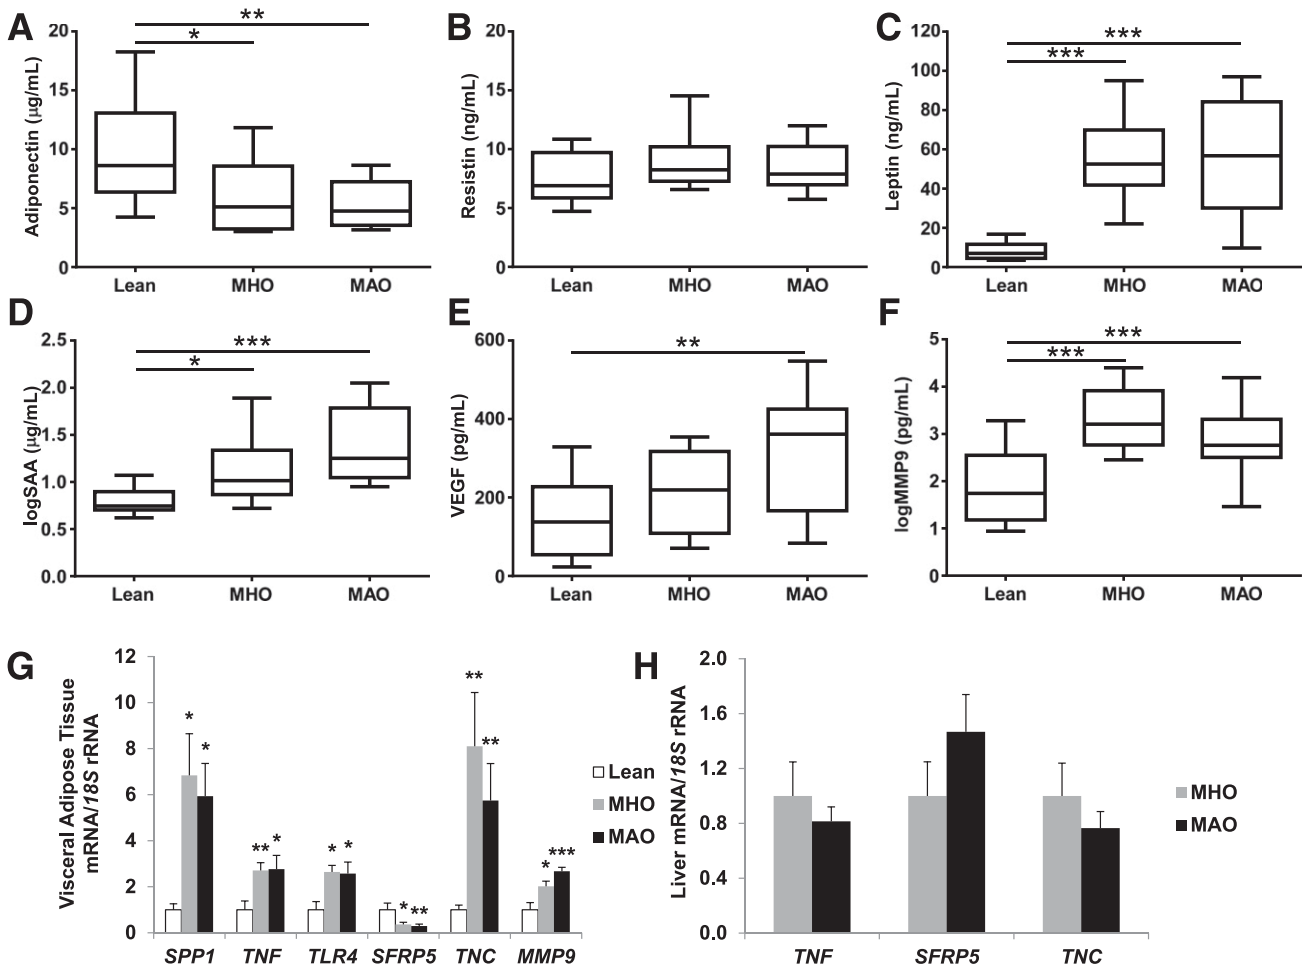 A
Adiponectin (µg/mL)
20
15
10
5
0
*
**
Lean MHO MAO
B
Resistin (ng/mL)
20
15
10
5
0
Lean MHO MAO
C
Leptin (ng/mL)
120
100
80
60
40
20
0
***
***
Lean MHO MAO
D
logSAA (µg/mL)
2.5
2.0
1.5
1.0
0.5
0.0
***
*
Lean MHO MAO
E
VEGF (pg/mL)
600
400
200
0
**
Lean MHO MAO
F
logMMP9 (pg/mL)
5
4
3
2
1
0
***
***
Lean MHO MAO
G
Visceral Adipose Tissue
mRNA/18S rRNA
12
10
8
6
4
2
0
* * ** * * * * ** ** ** * ***
SPP1 TNF TLR4 SFRP5 TNC MMP9
Lean
MHO
MAO
H
Liver mRNA/18S rRNA
2.0
1.6
1.2
0.8
0.4
0.0
TNF SFRP5 TNC
MHO
MAO